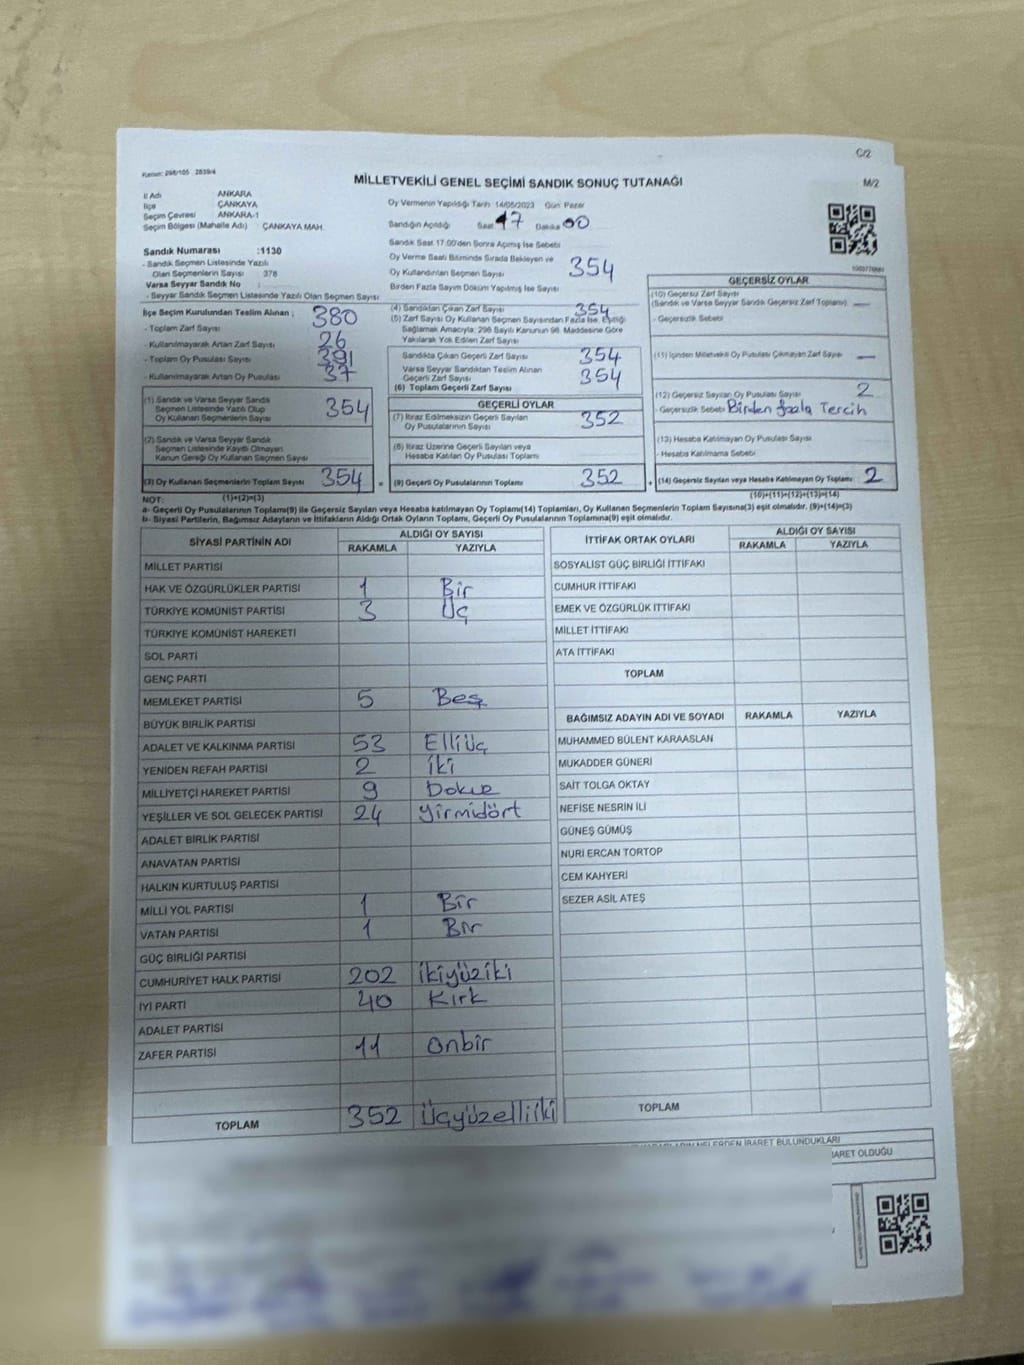 C/2
Kanun: 298/105 2839/4
MİLLETVEKİLİ GENEL SEÇİMİ SANDIK SONUÇ TUTANAĞI
M/2
İl Adı ANKARA
İlçe ÇANKAYA
Seçim Çevresi ANKARA-1
Seçim Bölgesi (Mahalle Adı) ÇANKAYA MAH.
Oy Vermenin Yapıldığı Tarih 14/05/2023 Gün: Pazar
Sandığın Açıldığı Saat 17 Dakika 00
Sandık Saat 17:00'den Sonra Açılmış İse Sebebi
Oy Verme Saati Bitiminde Sırada Bekleyen ve
Oy Kullandırılan Seçmen Sayısı 354
Birden Fazla Sayım Döküm Yapılmış İse Sayısı
Sandık Numarası :1130
- Sandık Seçmen Listesinde Yazılı
Olan Seçmenlerin Sayısı : 378
Varsa Seyyar Sandık No
- Seyyar Sandık Seçmen Listesinde Yazılı Olan Seçmen Sayısı
İlçe Seçim Kurulundan Teslim Alınan ;
- Toplam Zarf Sayısı 380
- Kullanılmayarak Artan Zarf Sayısı 26
- Toplam Oy Pusulası Sayısı 391
- Kullanılmayarak Artan Oy Pusulası 37
(1) Sandık ve Varsa Seyyar Sandık
Seçmen Listesinde Yazılı Olup
Oy Kullanan Seçmenlerin Sayısı 354
(2) Sandık ve Varsa Seyyar Sandık
Seçmen Listesinde Kayıtlı Olmayan
Kanun Gereği Oy Kullanan Seçmen Sayısı
(3) Oy Kullanan Seçmenlerin Toplam Sayısı 354 =
(4) Sandıktan Çıkan Zarf Sayısı 354
(5) Zarf Sayısı Oy Kullanan Seçmen Sayısından Fazla İse, Eşitliği
Sağlamak Amacıyla; 298 Sayılı Kanunun 98. Maddesine Göre
Yakılarak Yok Edilen Zarf Sayısı
Sandıkta Çıkan Geçerli Zarf Sayısı 354
Varsa Seyyar Sandıktan Teslim Alınan
Geçerli Zarf Sayısı 354
(6) Toplam Geçerli Zarf Sayısı
GEÇERLİ OYLAR
(7) İtiraz Edilmeksizin Geçerli Sayılan
Oy Pusulalarının Sayısı 352
(8) İtiraz Üzerine Geçerli Sayılan veya
Hesaba Katılan Oy Pusulası Toplamı
(9) Geçerli Oy Pusulalarının Toplamı 352 +
GEÇERSİZ OYLAR
(10) Geçersiz Zarf Sayısı
(Sandık ve Varsa Seyyar Sandık Geçersiz Zarf Toplamı) —
- Geçersizlik Sebebi
(11) İçinden Milletvekili Oy Pusulası Çıkmayan Zarf Sayısı —
(12) Geçersiz Sayılan Oy Pusulası Sayısı 2
- Geçersizlik Sebebi Birden fazla Tercih
(13) Hesaba Katılmayan Oy Pusulası Sayısı
- Hesaba Katılmama Sebebi
(14) Geçersiz Sayılan veya Hesaba Katılmayan Oy Toplamı 2
NOT: (1)+(2)=(3) (10)+(11)+(12)+(13)=(14)
a- Geçerli Oy Pusulalarının Toplamı(9) ile Geçersiz Sayılan veya Hesaba katılmayan Oy Toplamı(14) Toplamları, Oy Kullanan Seçmenlerin Toplam Sayısına(3) eşit olmalıdır. (9)+(14)=(3)
b- Siyasi Partilerin, Bağımsız Adayların ve İttifakların Aldığı Ortak Oyların Toplamı, Geçerli Oy Pusulalarının Toplamına(9) eşit olmalıdır.
SİYASİ PARTİNİN ADI ALDIĞI OY SAYISI
RAKAMLA YAZIYLA
MİLLET PARTİSİ
HAK VE ÖZGÜRLÜKLER PARTİSİ 1 Bir
TÜRKİYE KOMÜNİST PARTİSİ 3 Üç
TÜRKİYE KOMÜNİST HAREKETİ
SOL PARTİ
GENÇ PARTİ
MEMLEKET PARTİSİ 5 Beş
BÜYÜK BİRLİK PARTİSİ
ADALET VE KALKINMA PARTİSİ 53 Elliüç
YENİDEN REFAH PARTİSİ 2 iki
MİLLİYETÇİ HAREKET PARTİSİ 9 Dokuz
YEŞİLLER VE SOL GELECEK PARTİSİ 24 yirmidört
ADALET BİRLİK PARTİSİ
ANAVATAN PARTİSİ
HALKIN KURTULUŞ PARTİSİ
MİLLİ YOL PARTİSİ 1 Bir
VATAN PARTİSİ 1 Bir
GÜÇ BİRLİĞİ PARTİSİ
CUMHURİYET HALK PARTİSİ 202 ikiyüziki
İYİ PARTİ 40 Kırk
ADALET PARTİSİ
ZAFER PARTİSİ 11 onbir
TOPLAM 352 Üçyüzelliiki
İTTİFAK ORTAK OYLARI ALDIĞI OY SAYISI
RAKAMLA YAZIYLA
SOSYALİST GÜÇ BİRLİĞİ İTTİFAKI
CUMHUR İTTİFAKI
EMEK VE ÖZGÜRLÜK İTTİFAKI
MİLLET İTTİFAKI
ATA İTTİFAKI
TOPLAM
BAĞIMSIZ ADAYIN ADI VE SOYADI RAKAMLA YAZIYLA
MUHAMMED BÜLENT KARAASLAN
MUKADDER GÜNERİ
SAİT TOLGA OKTAY
NEFİSE NESRİN İLİ
GÜNEŞ GÜMÜŞ
NURİ ERCAN TORTOP
CEM KAHYERİ
SEZER ASİL ATEŞ
TOPLAM
NELERDEN İBARET BULUNDUKLARI
OLDUĞU